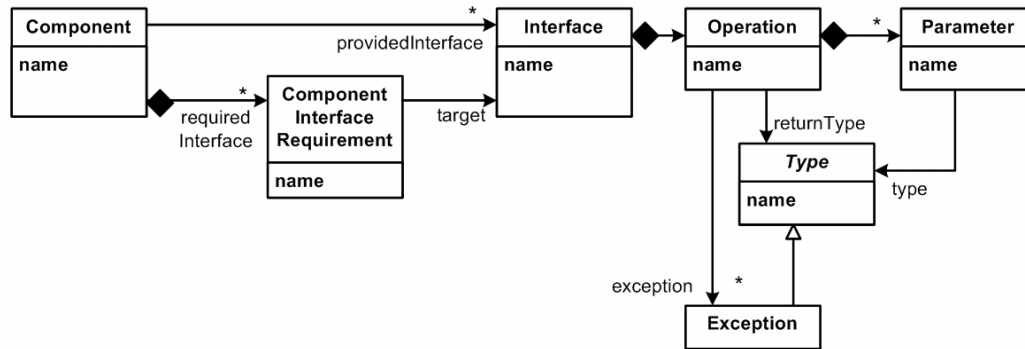 Component
name
*
providedInterface
Interface
name
Operation
name
*
Parameter
name
*
required
Interface
Component
Interface
Requirement
name
target
returnType
Type
name
type
exception
*
Exception